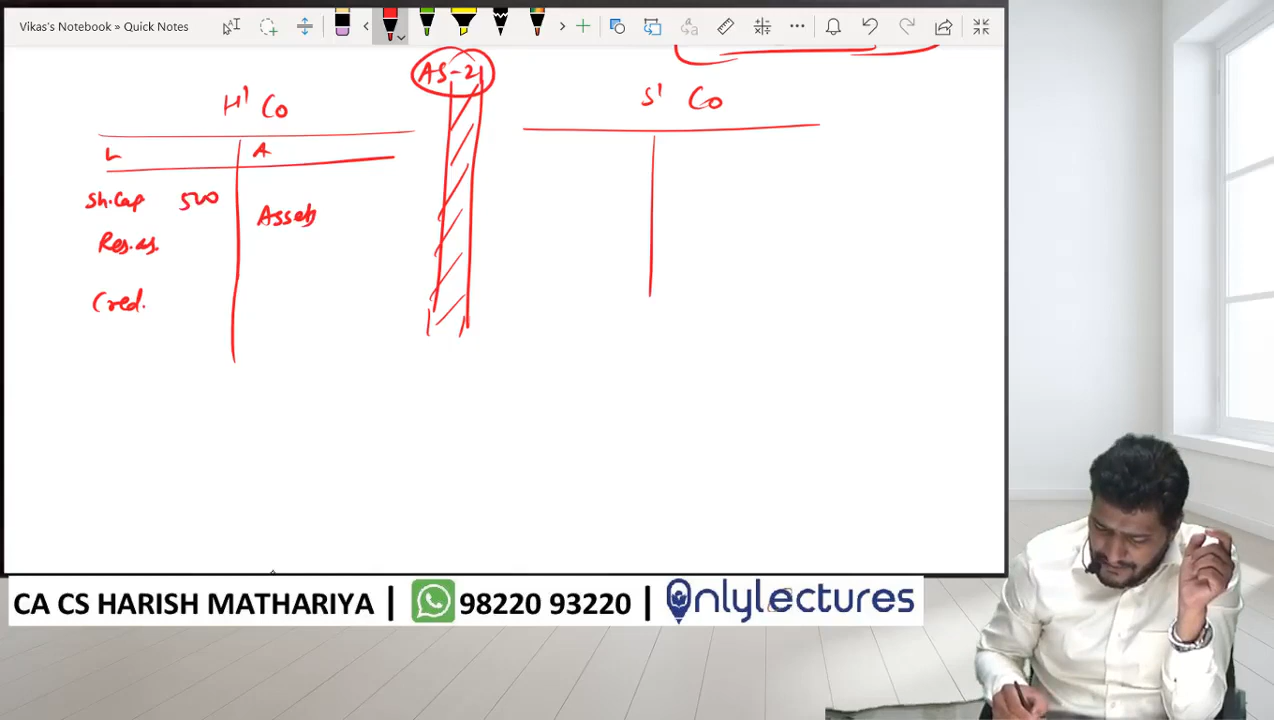 Vikas's Notebook » Quick Notes
AS-21
H' Co
S' Co
L A
Sh.Cap 500
Assets
Res. as.
Cred.
CA CS HARISH MATHARIYA | 98220 93220 | Onlylectures